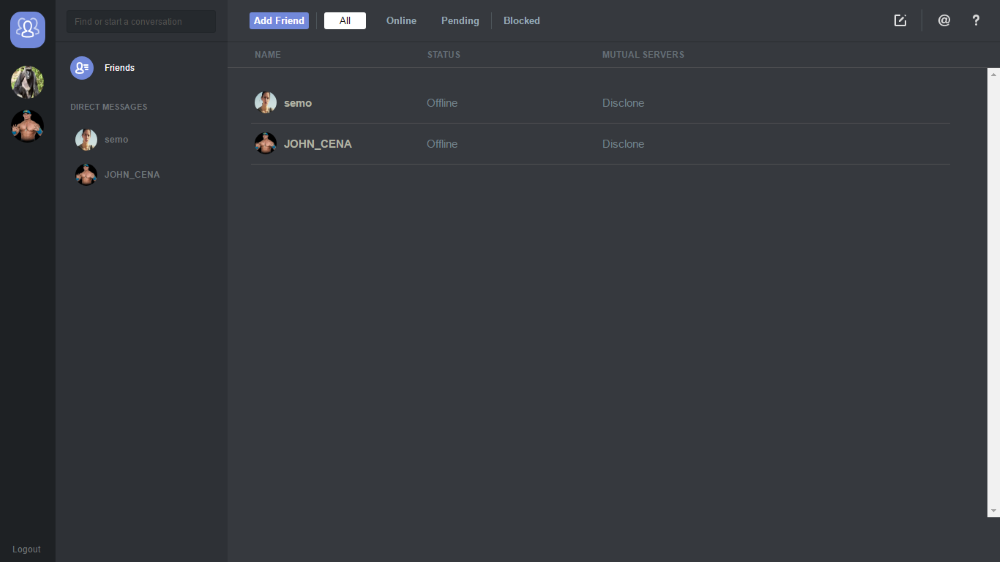 Find or start a conversation
Friends
DIRECT MESSAGES
semo
JOHN_CENA
Logout
Add Friend All Online Pending Blocked @ ?
NAME STATUS MUTUAL SERVERS
semo Offline Disclone
JOHN_CENA Offline Disclone